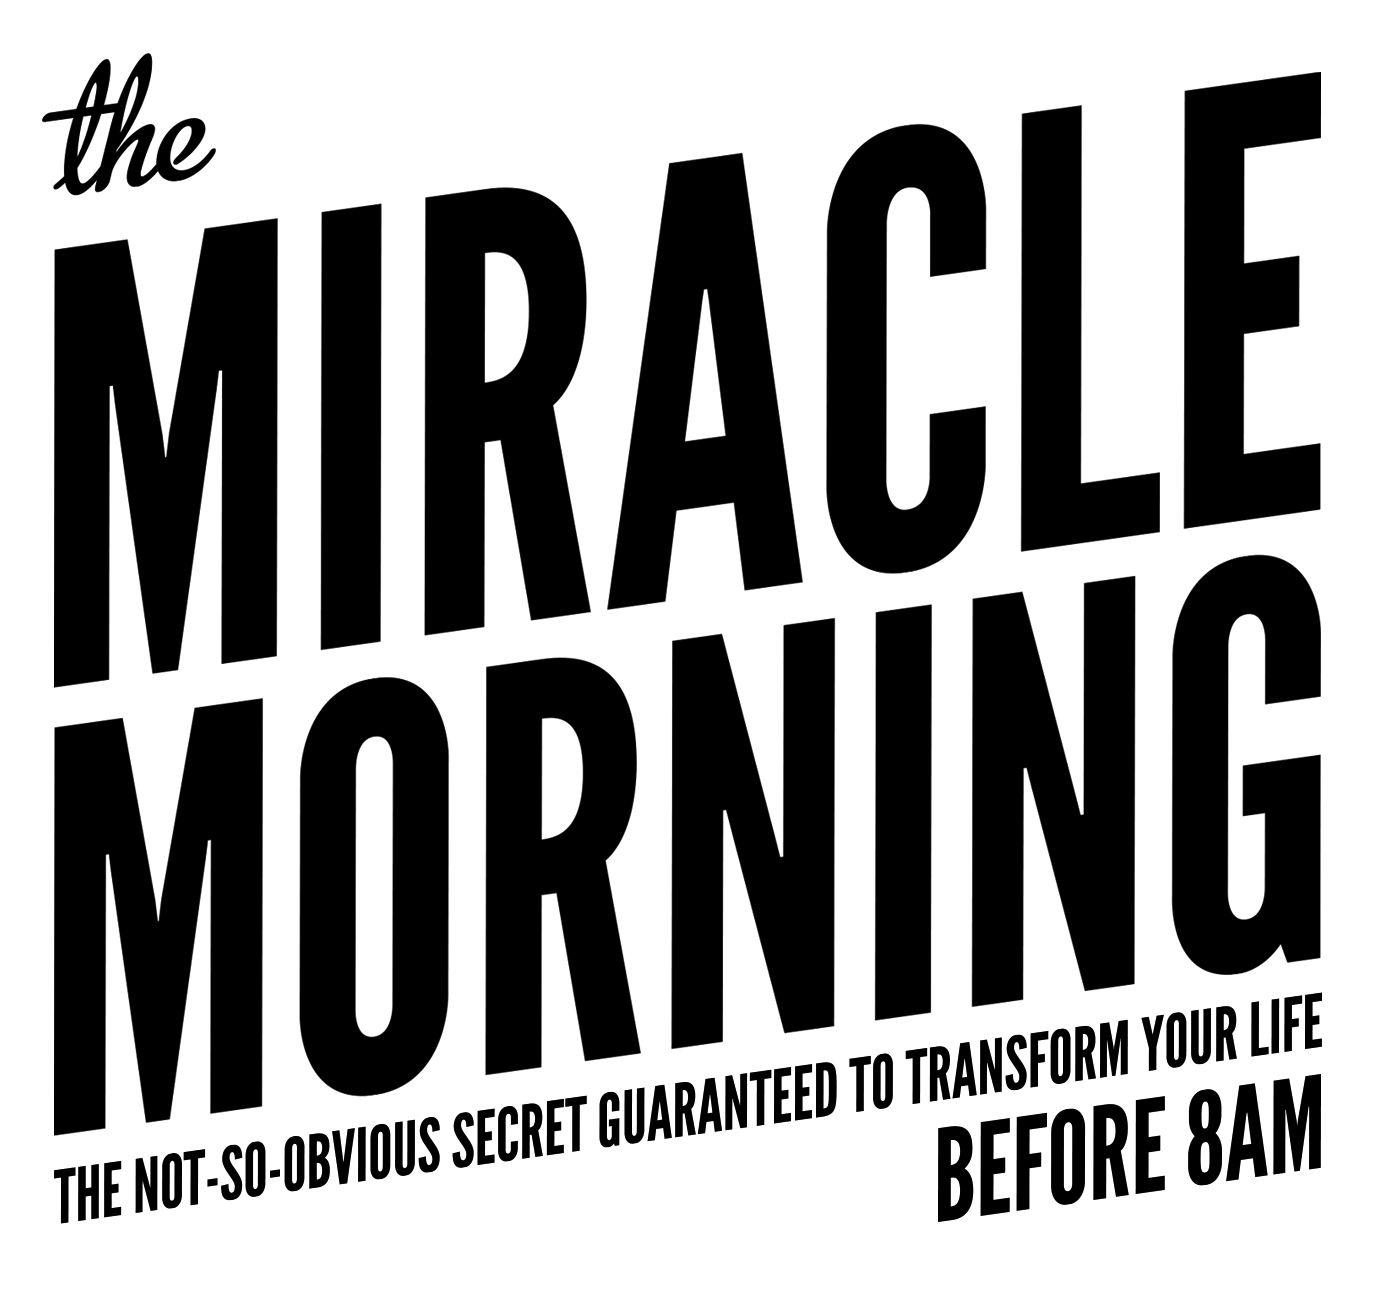 the
MIRACLE
MORNING
THE NOT-SO-OBVIOUS SECRET GUARANTEED TO TRANSFORM YOUR LIFE
BEFORE 8AM